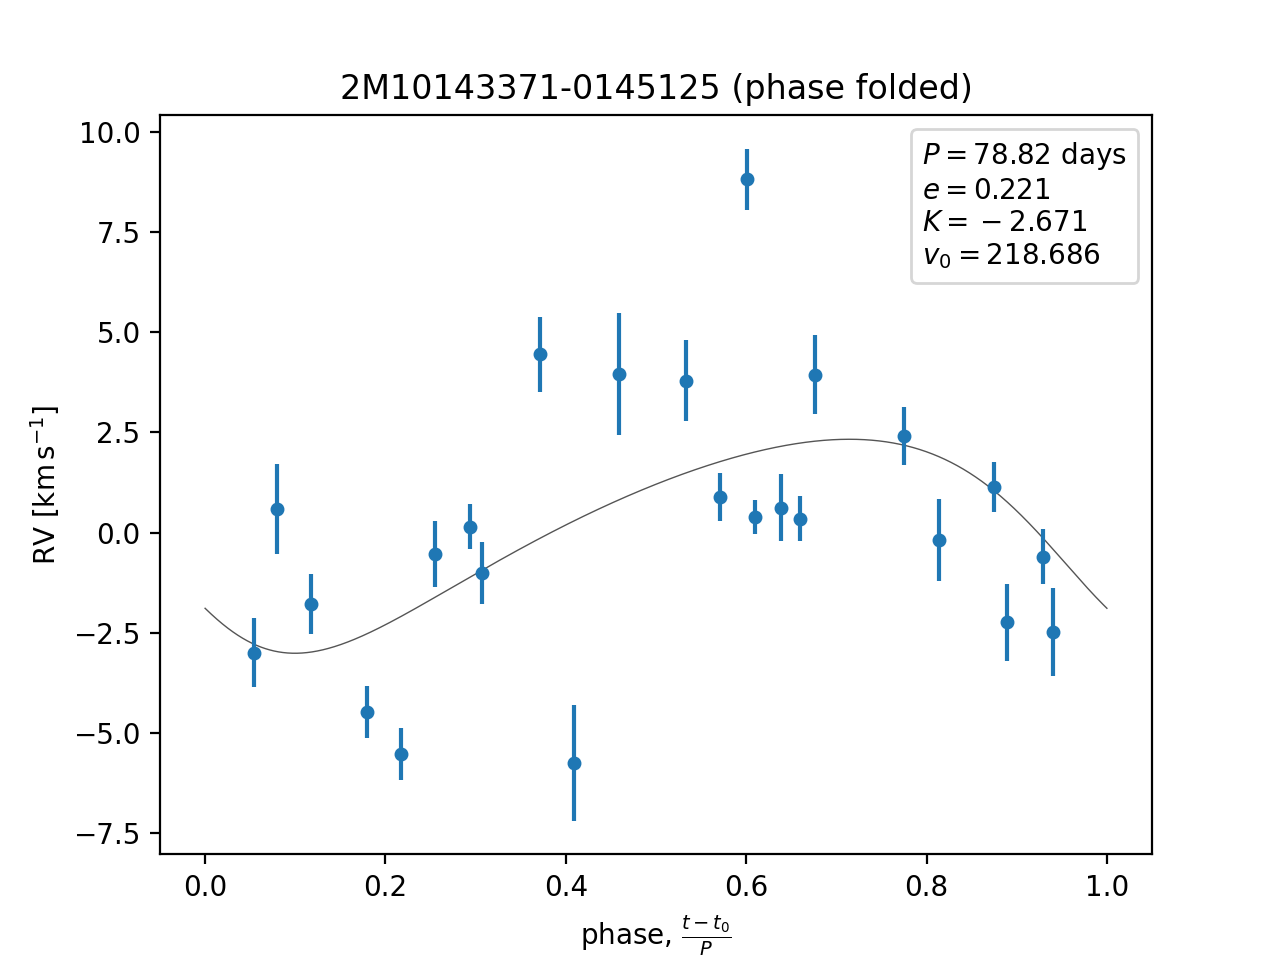 2M10143371-0145125 (phase folded)
P = 78.82 days
e = 0.221
K = −2.671
v₀ = 218.686
RV [km s⁻¹]
10.0
7.5
5.0
2.5
0.0
−2.5
−5.0
−7.5
0.0 0.2 0.4 0.6 0.8 1.0
phase, (t − t₀)/P